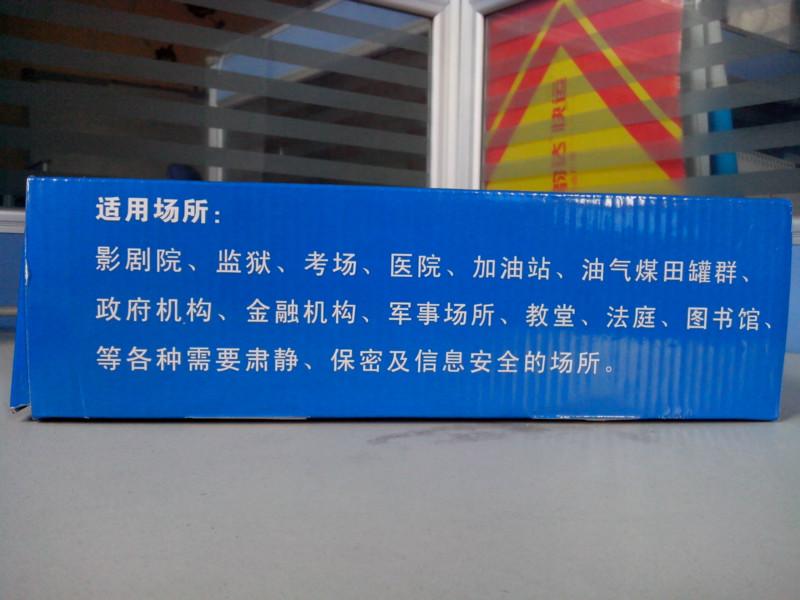 适用场所：
影剧院、监狱、考场、医院、加油站、油气煤田罐群、
政府机构、金融机构、军事场所、教堂、法庭、图书馆、
等各种需要肃静、保密及信息安全的场所。